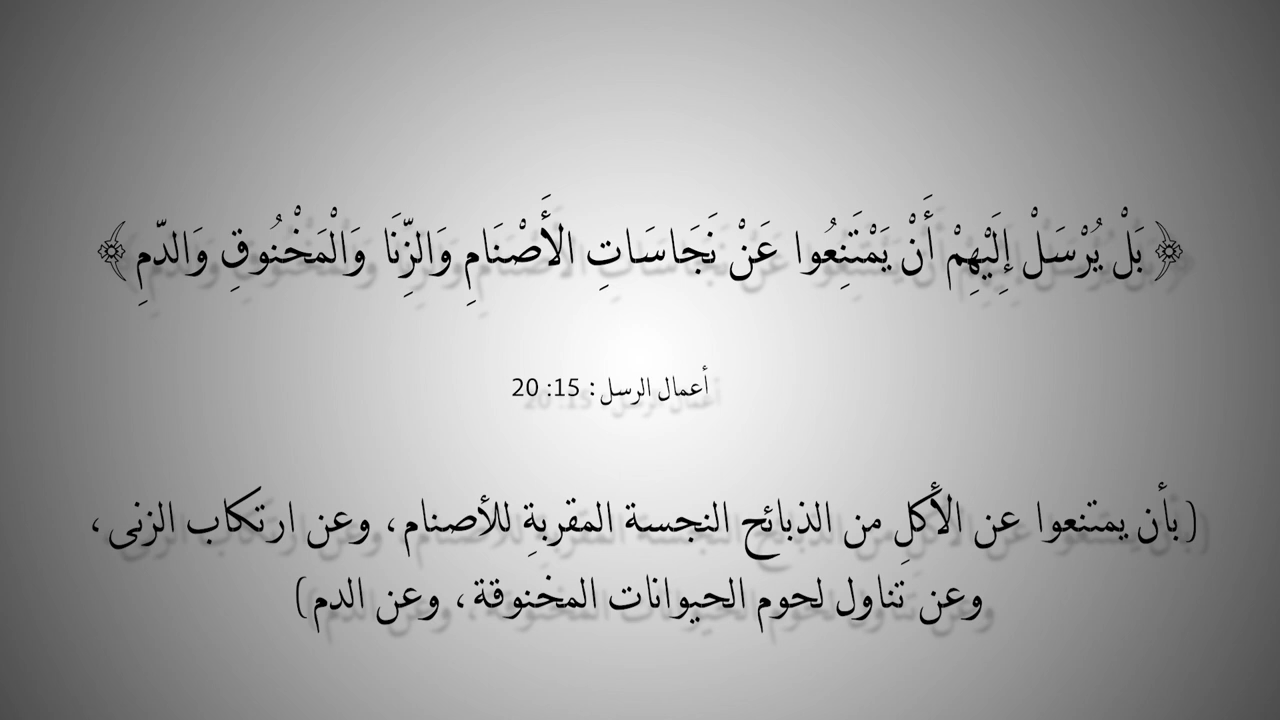 ﴿ بَلْ يُرْسَلْ إِلَيْهِمْ أَنْ يَمْتَنِعُوا عَنْ نَجَاسَاتِ الأَصْنَامِ وَالزِّنَا وَالْمَخْنُوقِ وَالدَّمِ ﴾
أعمال الرسل: 15: 20
(بأن يمتنعوا عن الأكلِ من الذبائح النجسة المقربةِ للأصنام، وعن ارتكاب الزنى،
وعن تناول لحوم الحيوانات المخنوقة، وعن الدم)